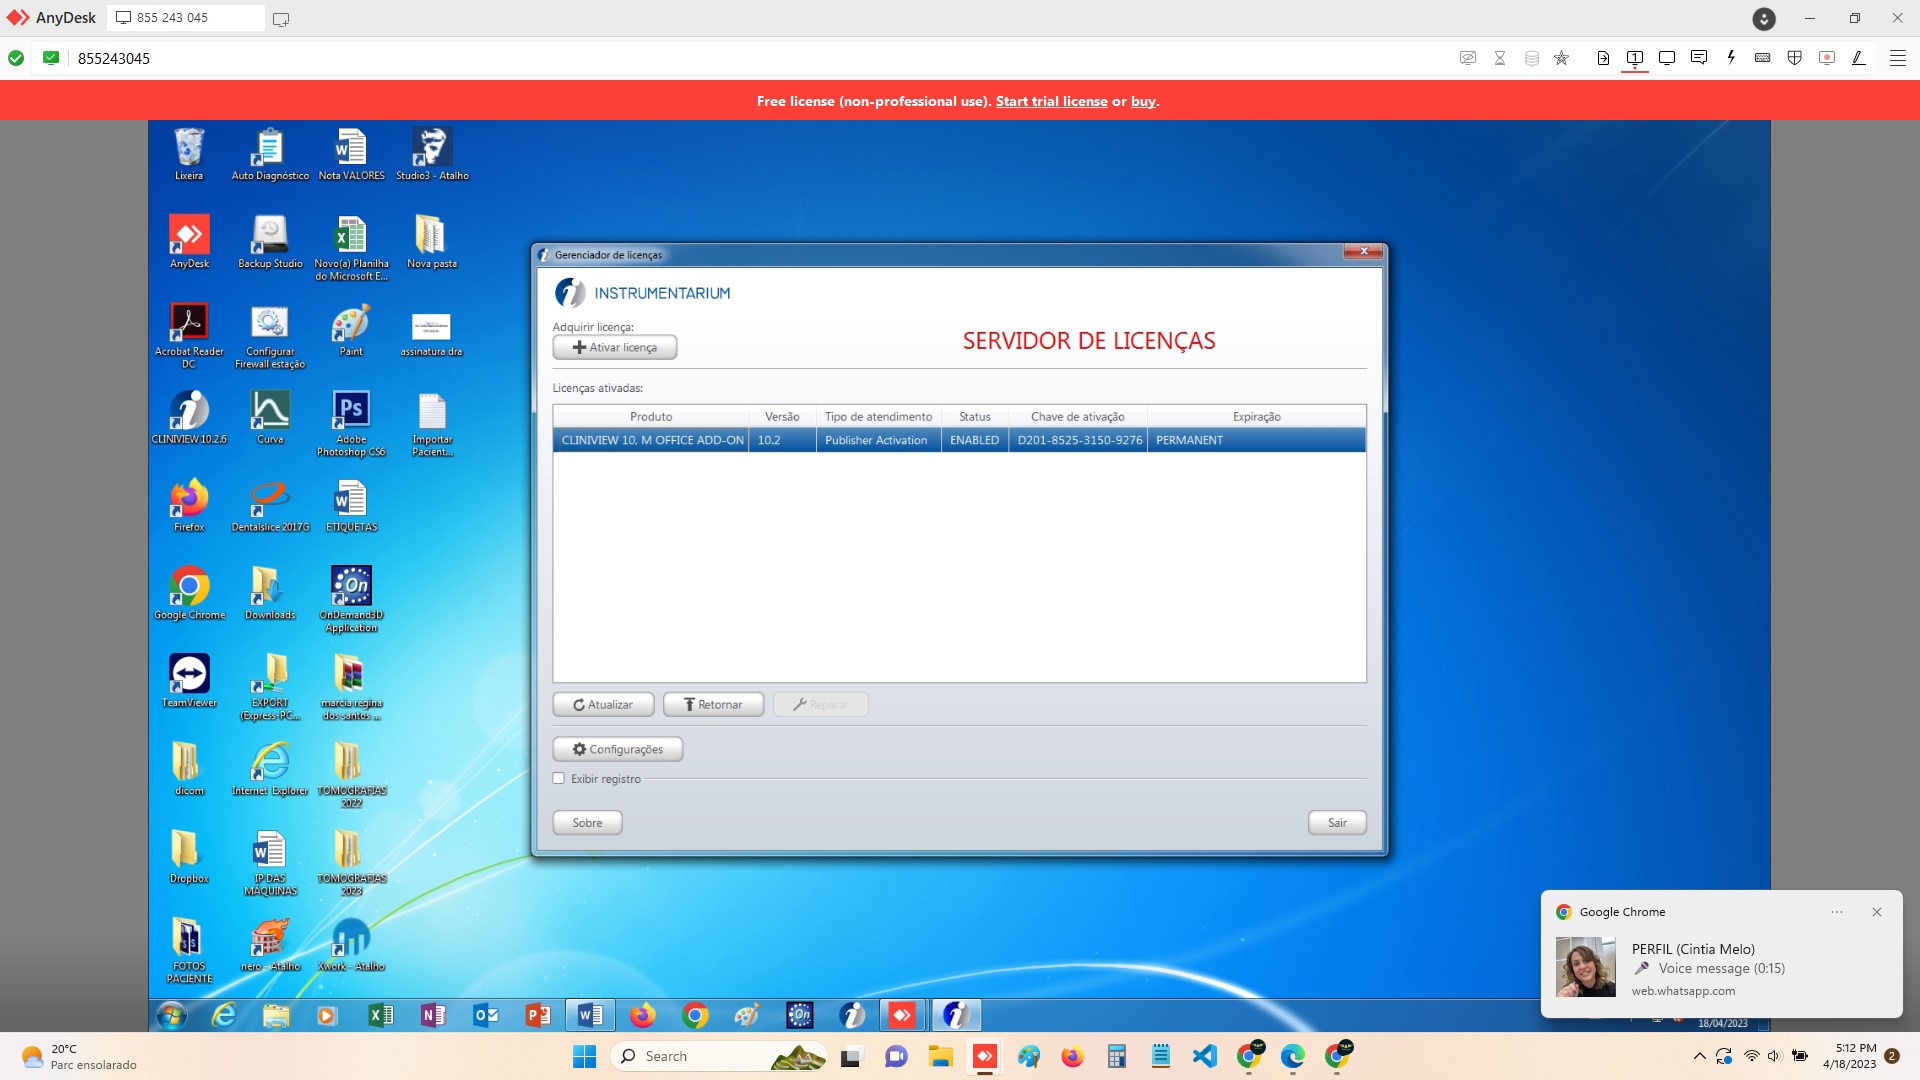 AnyDesk
855 243 045
855243045
Free license (non-professional use). Start trial license or buy.
Lixeira
Auto Diagnóstico
Nota VALORES
Studio3 - Atalho
AnyDesk
Backup Studio
Novo(a) Planilha
do Microsoft E...
Nova pasta
Acrobat Reader
DC
Configurar
Firewall estação
Paint
assinatura dra
CLINIVIEW 10.2.6
Curva
Adobe
Photoshop CS6
Importar
Pacient...
Firefox
Dentalslice 2017G
ETIQUETAS
Google Chrome
Downloads
OnDemand3D
Application
TeamViewer
EXPORT
(Express-PC...
marcia regina
dos santos ...
dicom
Internet Explorer
TOMOGRAFIAS
2022
Dropbox
IP DAS
MÁQUINAS
TOMOGRAFIAS
2023
FOTOS
PACIENTE
nero - Atalho
Xwork - Atalho
Gerenciador de licenças
INSTRUMENTARIUM
Adquirir licença:
Ativar licença
SERVIDOR DE LICENÇAS
Licenças ativadas:
Produto Versão Tipo de atendimento Status Chave de ativação Expiração
CLINIVIEW 10, M OFFICE ADD-ON 10.2 Publisher Activation ENABLED D201-8525-3150-9276 PERMANENT
Atualizar
Retornar
Reparar
Configurações
Exibir registro
Sobre
Sair
Google Chrome
PERFIL (Cintia Melo)
Voice message (0:15)
web.whatsapp.com
18/04/2023
20°C
Parc ensolarado
Search
5:12 PM
4/18/2023
2